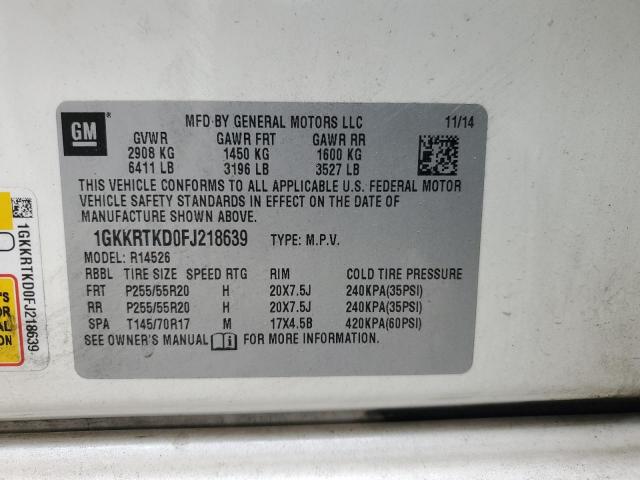 GM
MFD BY GENERAL MOTORS LLC 11/14
GVWR GAWR FRT GAWR RR
2908 KG 1450 KG 1600 KG
6411 LB 3196 LB 3527 LB
THIS VEHICLE CONFORMS TO ALL APPLICABLE U.S. FEDERAL MOTOR
VEHICLE SAFETY STANDARDS IN EFFECT ON THE DATE OF
MANUFACTURE SHOWN ABOVE.
1GKKRTKD0FJ218639 TYPE: M.P.V.
MODEL: R14526
RBBL TIRE SIZE SPEED RTG RIM COLD TIRE PRESSURE
FRT P255/55R20 H 20X7.5J 240KPA(35PSI)
RR P255/55R20 H 20X7.5J 240KPA(35PSI)
SPA T145/70R17 M 17X4.5B 420KPA(60PSI)
SEE OWNER'S MANUAL i FOR MORE INFORMATION.
1GKKRTKD0FJ218639